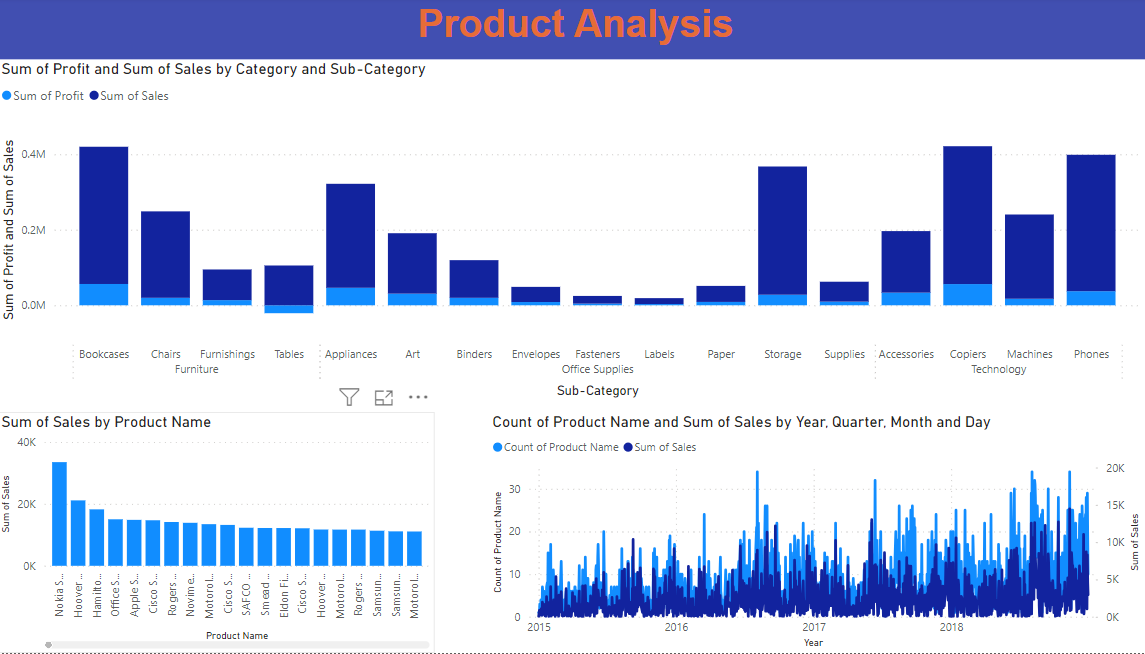 Product Analysis
Sum of Profit and Sum of Sales by Category and Sub-Category
Sum of Profit Sum of Sales
Sum of Profit and Sum of Sales
0.4M
0.2M
0.0M
Bookcases Chairs Furnishings Tables Appliances Art Binders Envelopes Fasteners Labels Paper Storage Supplies Accessories Copiers Machines Phones
Furniture Office Supplies Technology
Sub-Category
Sum of Sales by Product Name
Sum of Sales
40K
20K
0K
Nokia S...
Hoover ...
Hamilto...
Office S...
Apple S...
Cisco S...
Rogers ...
Novim e...
Motorol...
Cisco S...
SAFCO ...
Smead ...
Eldon Fi...
Cisco S...
Hoover ...
Motorol...
Rogers ...
Samsun...
Samsun...
Motorol...
Product Name
Count of Product Name and Sum of Sales by Year, Quarter, Month and Day
Count of Product Name Sum of Sales
Count of Product Name
30
20
10
0
20K
15K
10K
5K
0K
Sum of Sales
2015 2016 2017 2018
Year